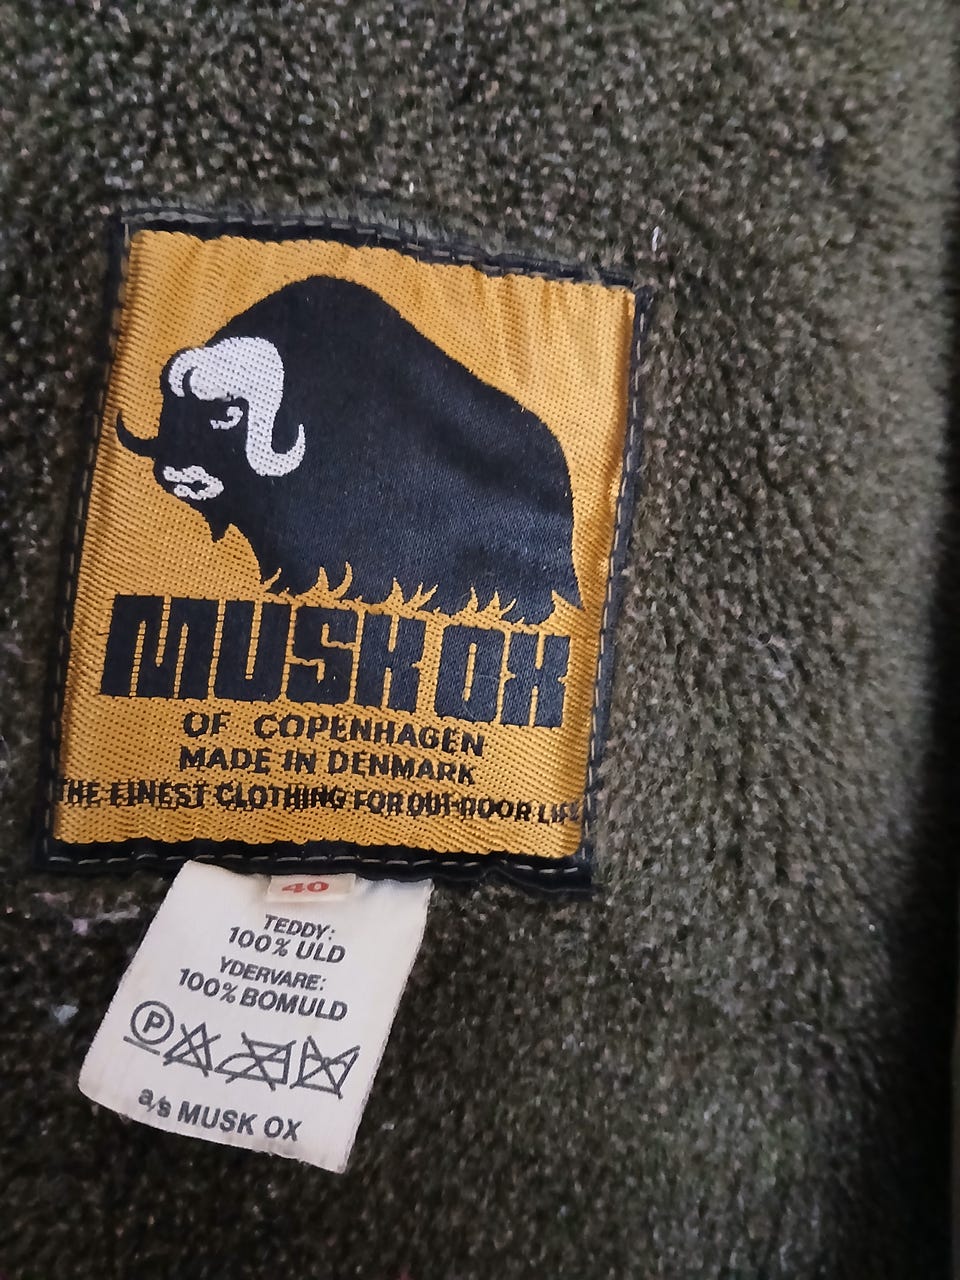 MUSK OX
OF COPENHAGEN
MADE IN DENMARK
THE FINEST CLOTHING FOR OUT-DOOR LIFE
40
TEDDY:
100% ULD
YDERVARE:
100% BOMULD
P
a/s MUSK OX